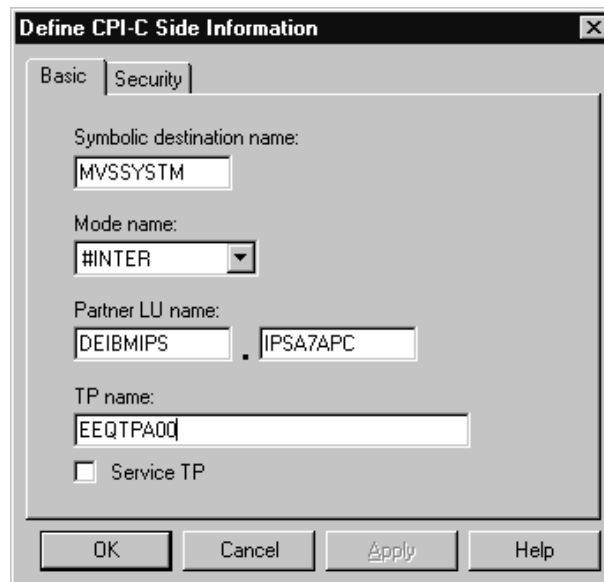 Define CPI-C Side Information
Basic Security
Symbolic destination name:
MVSSYSTM
Mode name:
#INTER
Partner LU name:
DEIBMIPS . IPSA7APC
TP name:
EEQTPA00
Service TP
OK Cancel Apply Help